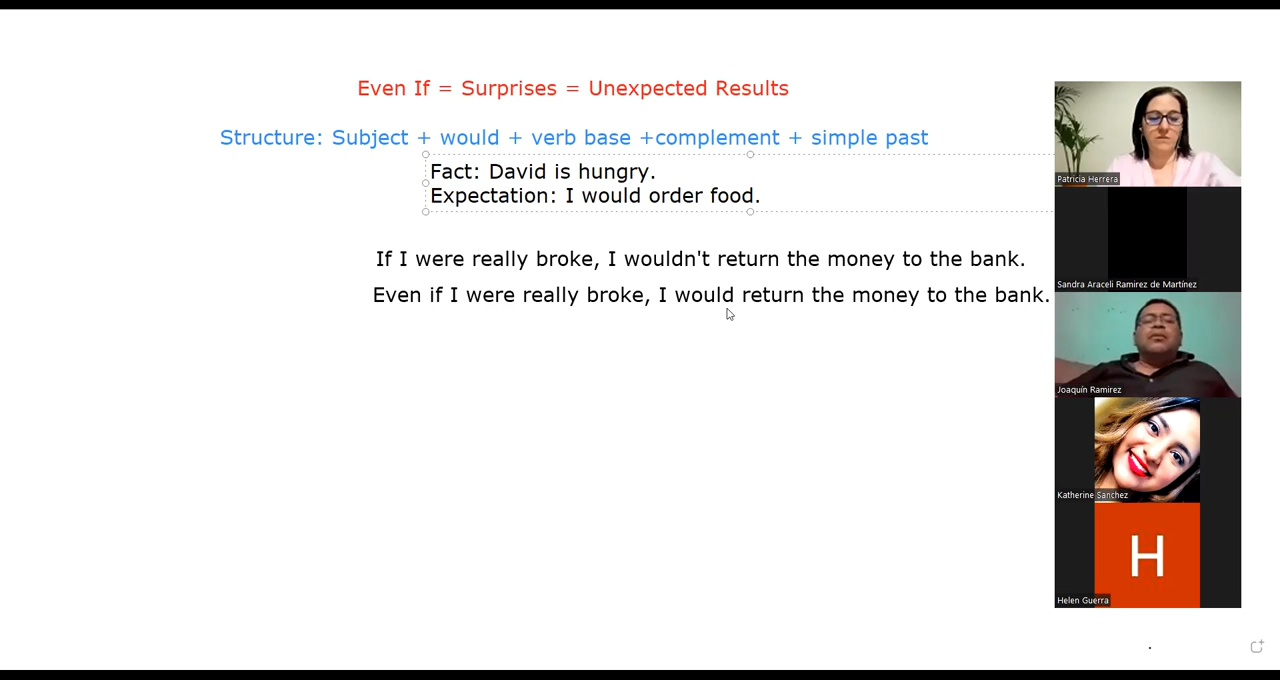 Even If = Surprises = Unexpected Results
Structure: Subject + would + verb base +complement + simple past
Fact: David is hungry.
Expectation: I would order food.
If I were really broke, I wouldn't return the money to the bank.
Even if I were really broke, I would return the money to the bank.
Patricia Herrera
Sandra Araceli Ramirez de Martínez
Joaquín Ramirez
Katherine Sanchez
H
Helen Guerra